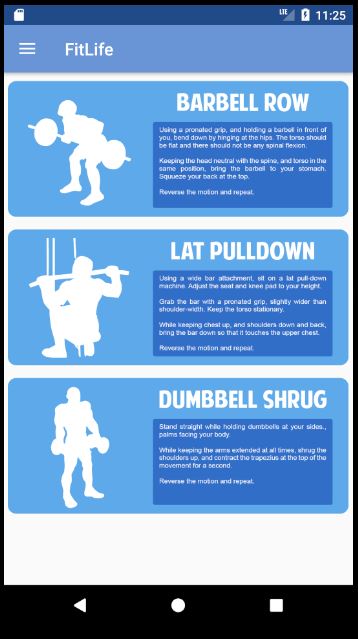 LTE 11:25
FitLife
BARBELL ROW
Using a pronated grip, and holding a barbell in front of
you, bend down by hinging at the hips. The torso should
be flat and there should not be any spinal flexion.
Keeping the head neutral with the spine, and torso in the
same position, bring the barbell to your stomach.
Squueze your back at the top.
Reverse the motion and repeat.
LAT PULLDOWN
Using a wide bar attachment, sit on a lat pull-down
machine. Adjust the seat and knee pad to your height.
Grab the bar with a pronated grip, slightly wider than
shoulder-width. Keep the torso stationary.
While keeping chest up, and shoulders down and back,
bring the bar down so that it touches the upper chest.
Reverse the motion and repeat.
DUMBBELL SHRUG
Stand straight while holding dumbbells at your sides.,
palms facing your body.
While keeping the arms extended at all times, shrug the
shoulders up, and contract the trapezius at the top of the
movement for a second.
Reverse the motion and repeat.